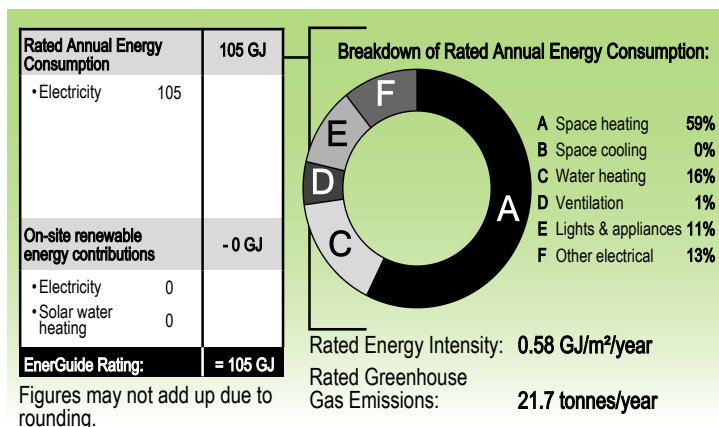 Rated Annual Energy
Consumption
105 GJ
• Electricity 105
On-site renewable
energy contributions
- 0 GJ
• Electricity 0
• Solar water
heating 0
EnerGuide Rating: = 105 GJ
Figures may not add up due to
rounding.
Breakdown of Rated Annual Energy Consumption:
F
E
D
C
A
A Space heating 59%
B Space cooling 0%
C Water heating 16%
D Ventilation 1%
E Lights & appliances 11%
F Other electrical 13%
Rated Energy Intensity: 0.58 GJ/m²/year
Rated Greenhouse
Gas Emissions: 21.7 tonnes/year